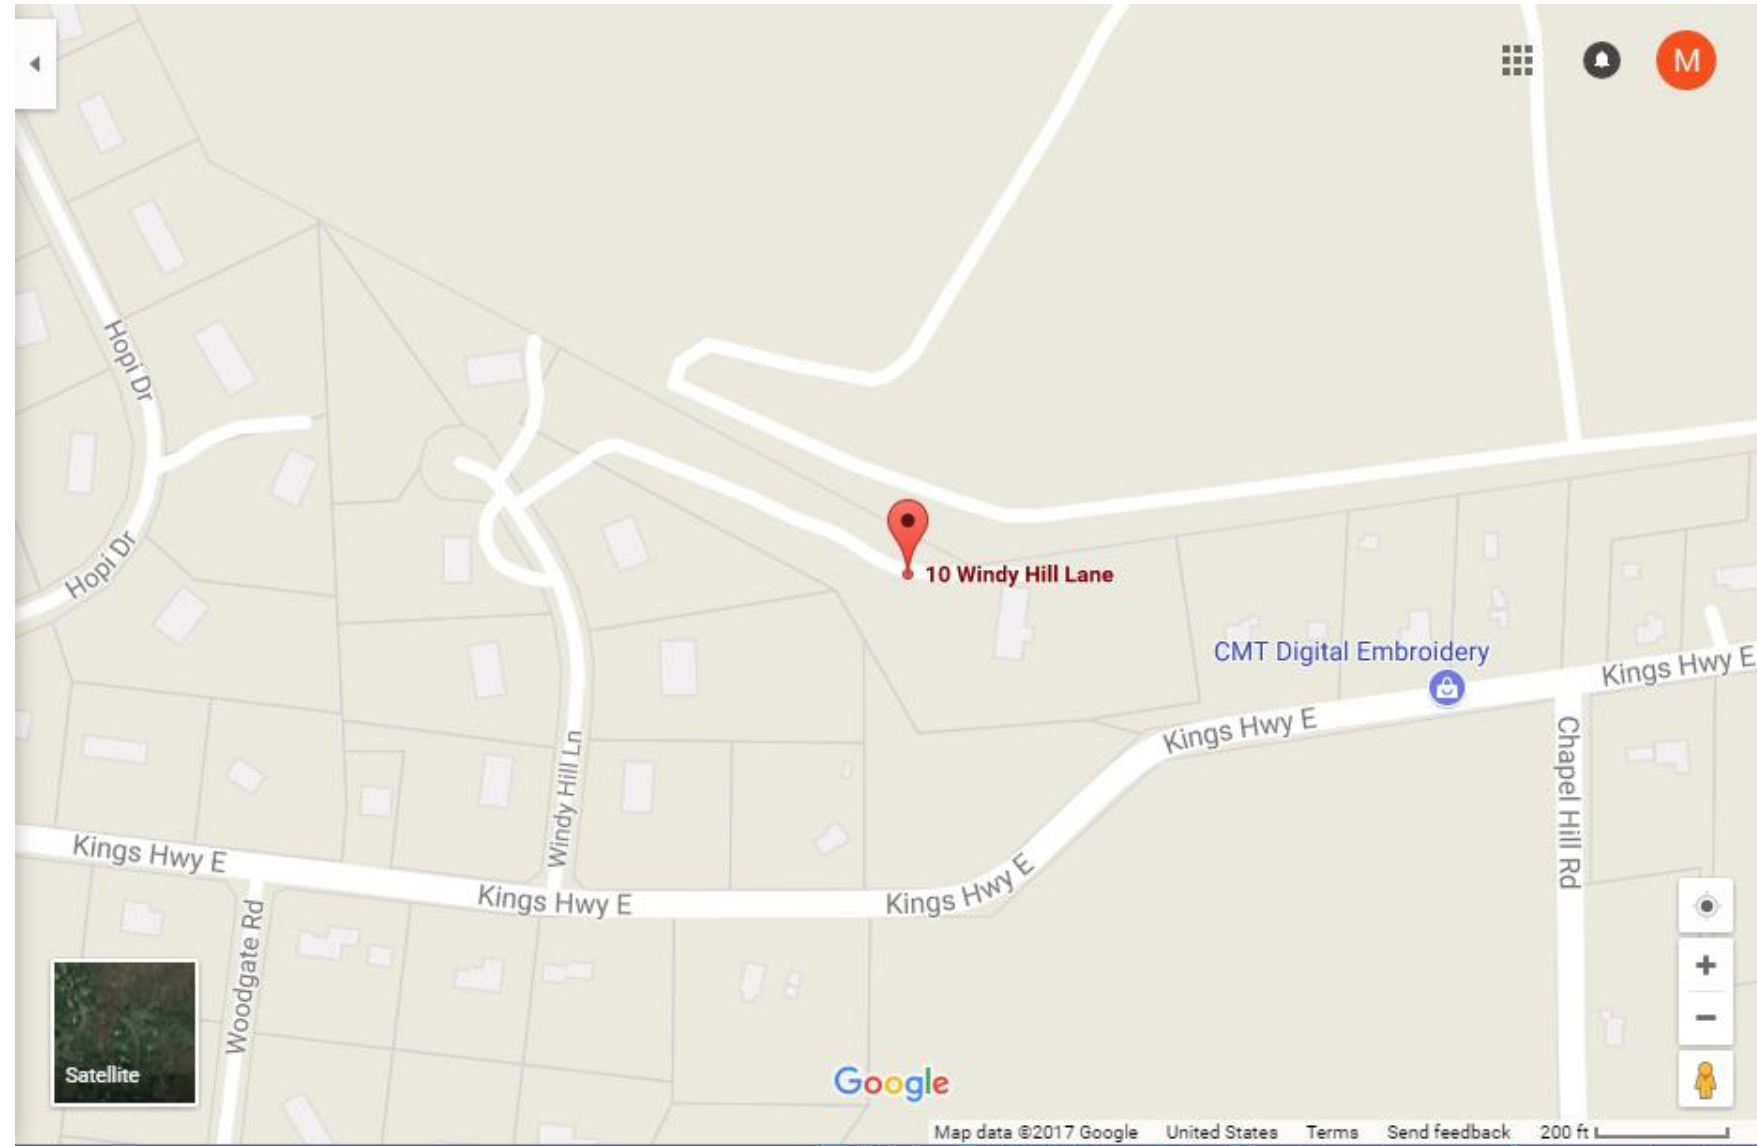 M
Hopi Dr
Hopi Dr
10 Windy Hill Lane
CMT Digital Embroidery
Kings Hwy E
Kings Hwy E
Windy Hill Ln
Chapel Hill Rd
Kings Hwy E
Kings Hwy E
Kings Hwy E
Woodgate Rd
Satellite
Google
Map data ©2017 Google United States Terms Send feedback 200 ft